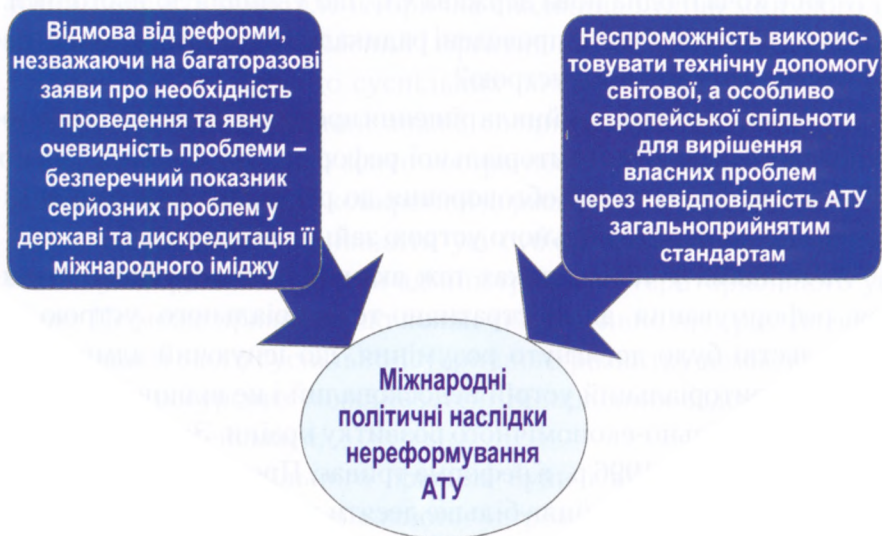 Відмова від реформи,
незважаючи на багаторазові
заяви про необхідність
проведення та явну
очевидність проблеми –
безперечний показник
серйозних проблем у
державі та дискредитація її
міжнародного іміджу
Неспроможність використовувати
товувати технічну допомогу
світової, а особливо
європейської спільноти
для вирішення
власних проблем
через невідповідність АТУ
загальноприйнятим
стандартам
Міжнародні
політичні наслідки
нереформування
АТУ